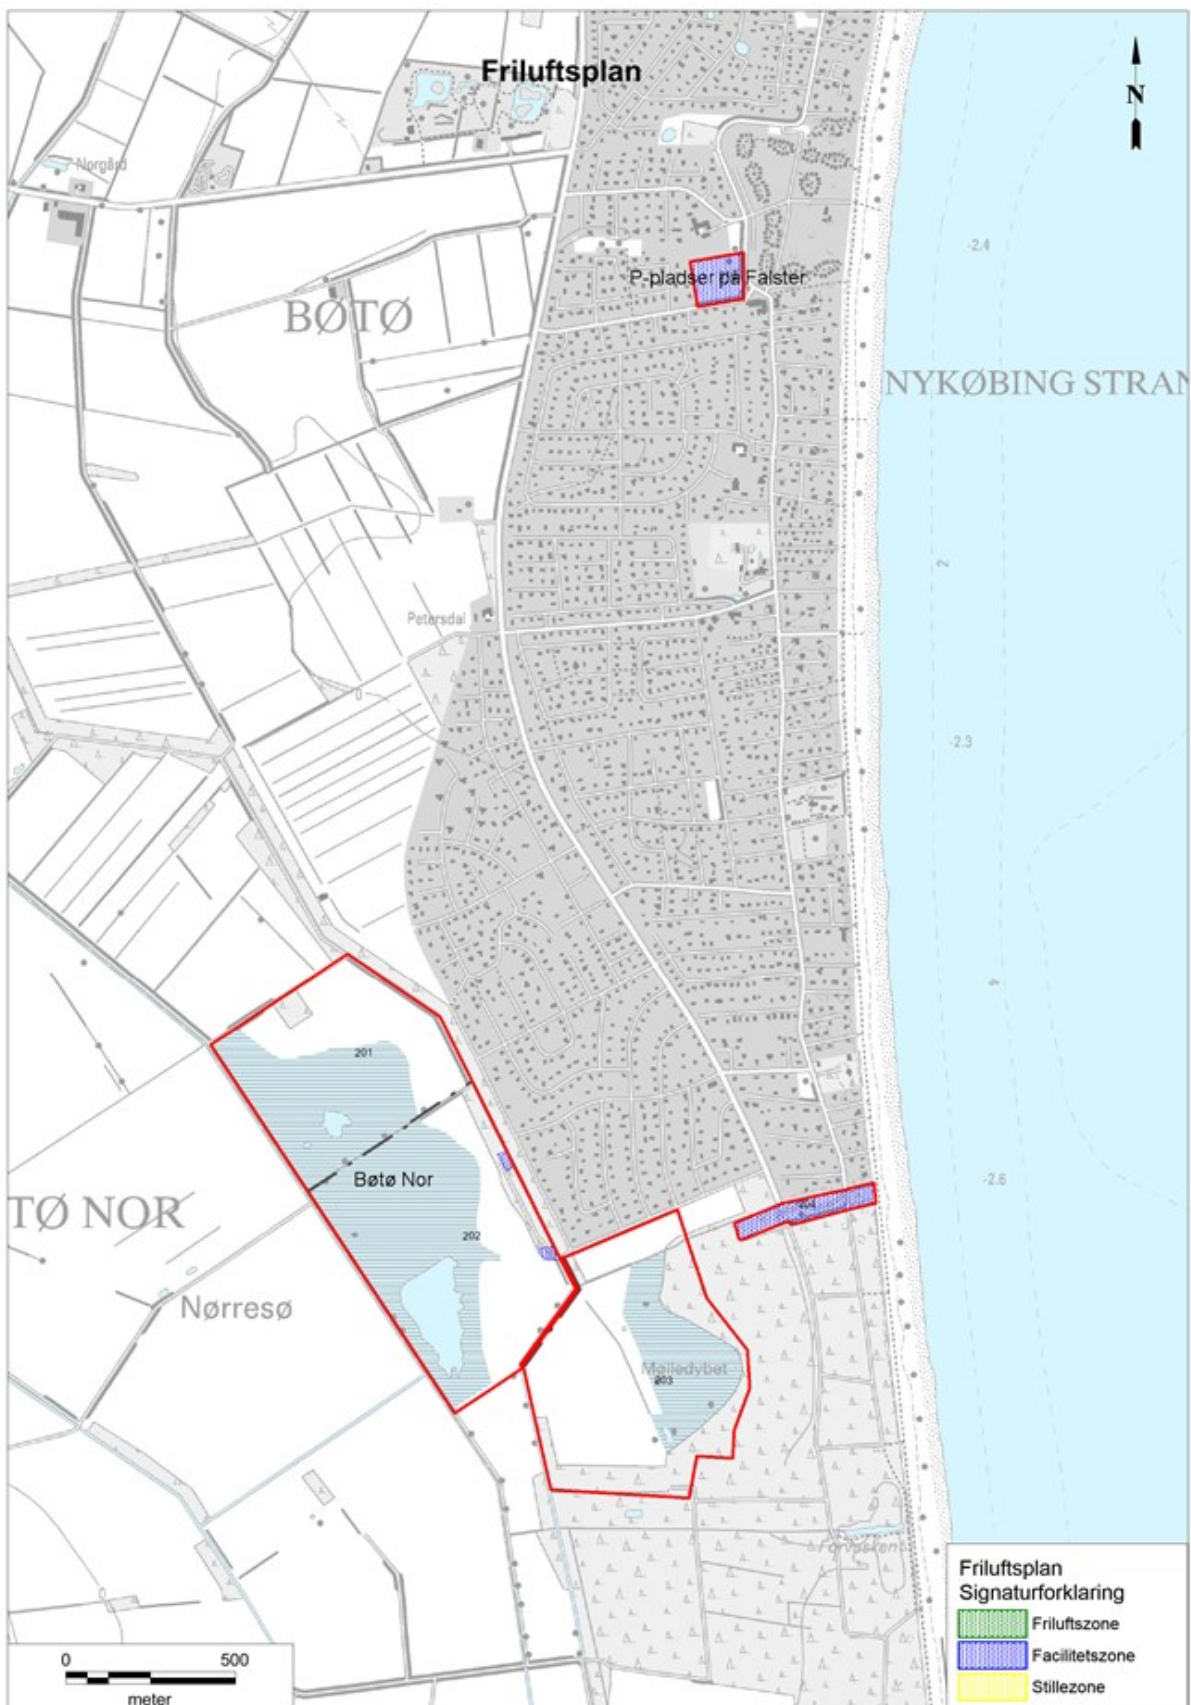 Friluftsplan
N
Norgård
-2.4
P-pladser på Falster
BØTØ
NYKØBING STRAN
2
Petersdal
-2.3
4
201
-2.6
Bøtø Nor
TØ NOR
202
Nørresø
Mølledybet
203
Friluftsplan
Signaturforklaring
Friluftszone
Facilitetszone
Stillezone
0 500
meter